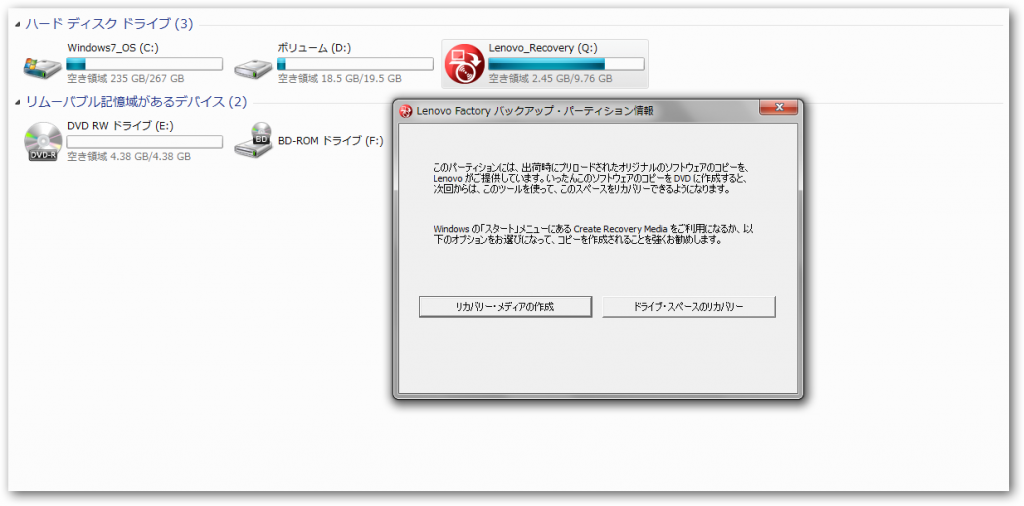 ハード ディスク ドライブ (3)
Windows7_OS (C:)
空き領域 235 GB/267 GB
ボリューム (D:)
空き領域 18.5 GB/19.5 GB
Lenovo_Recovery (Q:)
空き領域 2.45 GB/9.76 GB
リムーバブル記憶域があるデバイス (2)
DVD RW ドライブ (E:)
空き領域 4.38 GB/4.38 GB
DVD-R
BD
BD-ROM ドライブ (F:)
Lenovo Factory バックアップ・パーティション情報
このパーティションには、出荷時にプリロードされたオリジナルのソフトウェアのコピーを、
Lenovo がご提供しています。いったんこのソフトウェアのコピーを DVD に作成すると、
次回からは、このツールを使って、このスペースをリカバリーできるようになります。
Windows の「スタート」メニューにある Create Recovery Media をご利用になるか、以
下のオプションをお選びになって、コピーを作成されることを強くお勧めします。
リカバリー・メディアの作成
ドライブ・スペースのリカバリー